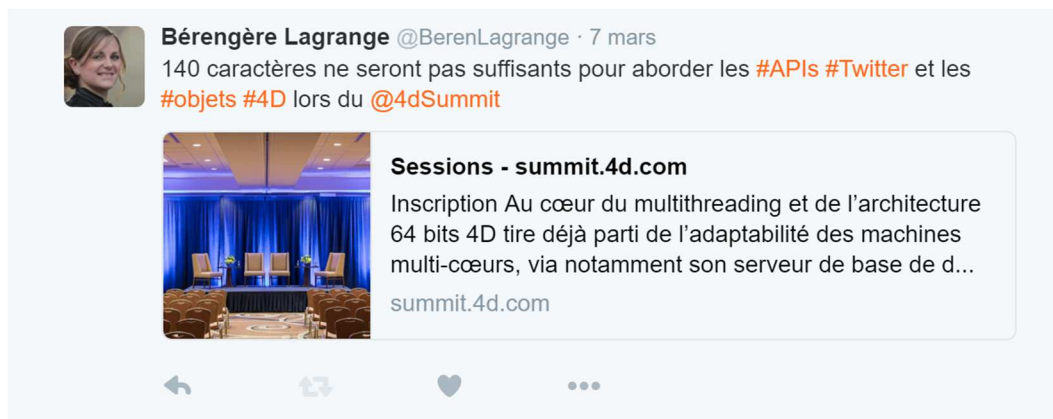 Bérengère Lagrange @BerenLagrange · 7 mars
140 caractères ne seront pas suffisants pour aborder les #APIs #Twitter et les
#objets #4D lors du @4dSummit
Sessions - summit.4d.com
Inscription Au cœur du multithreading et de l’architecture
64 bits 4D tire déjà parti de l’adaptabilité des machines
multi-cœurs, via notamment son serveur de base de d...
summit.4d.com